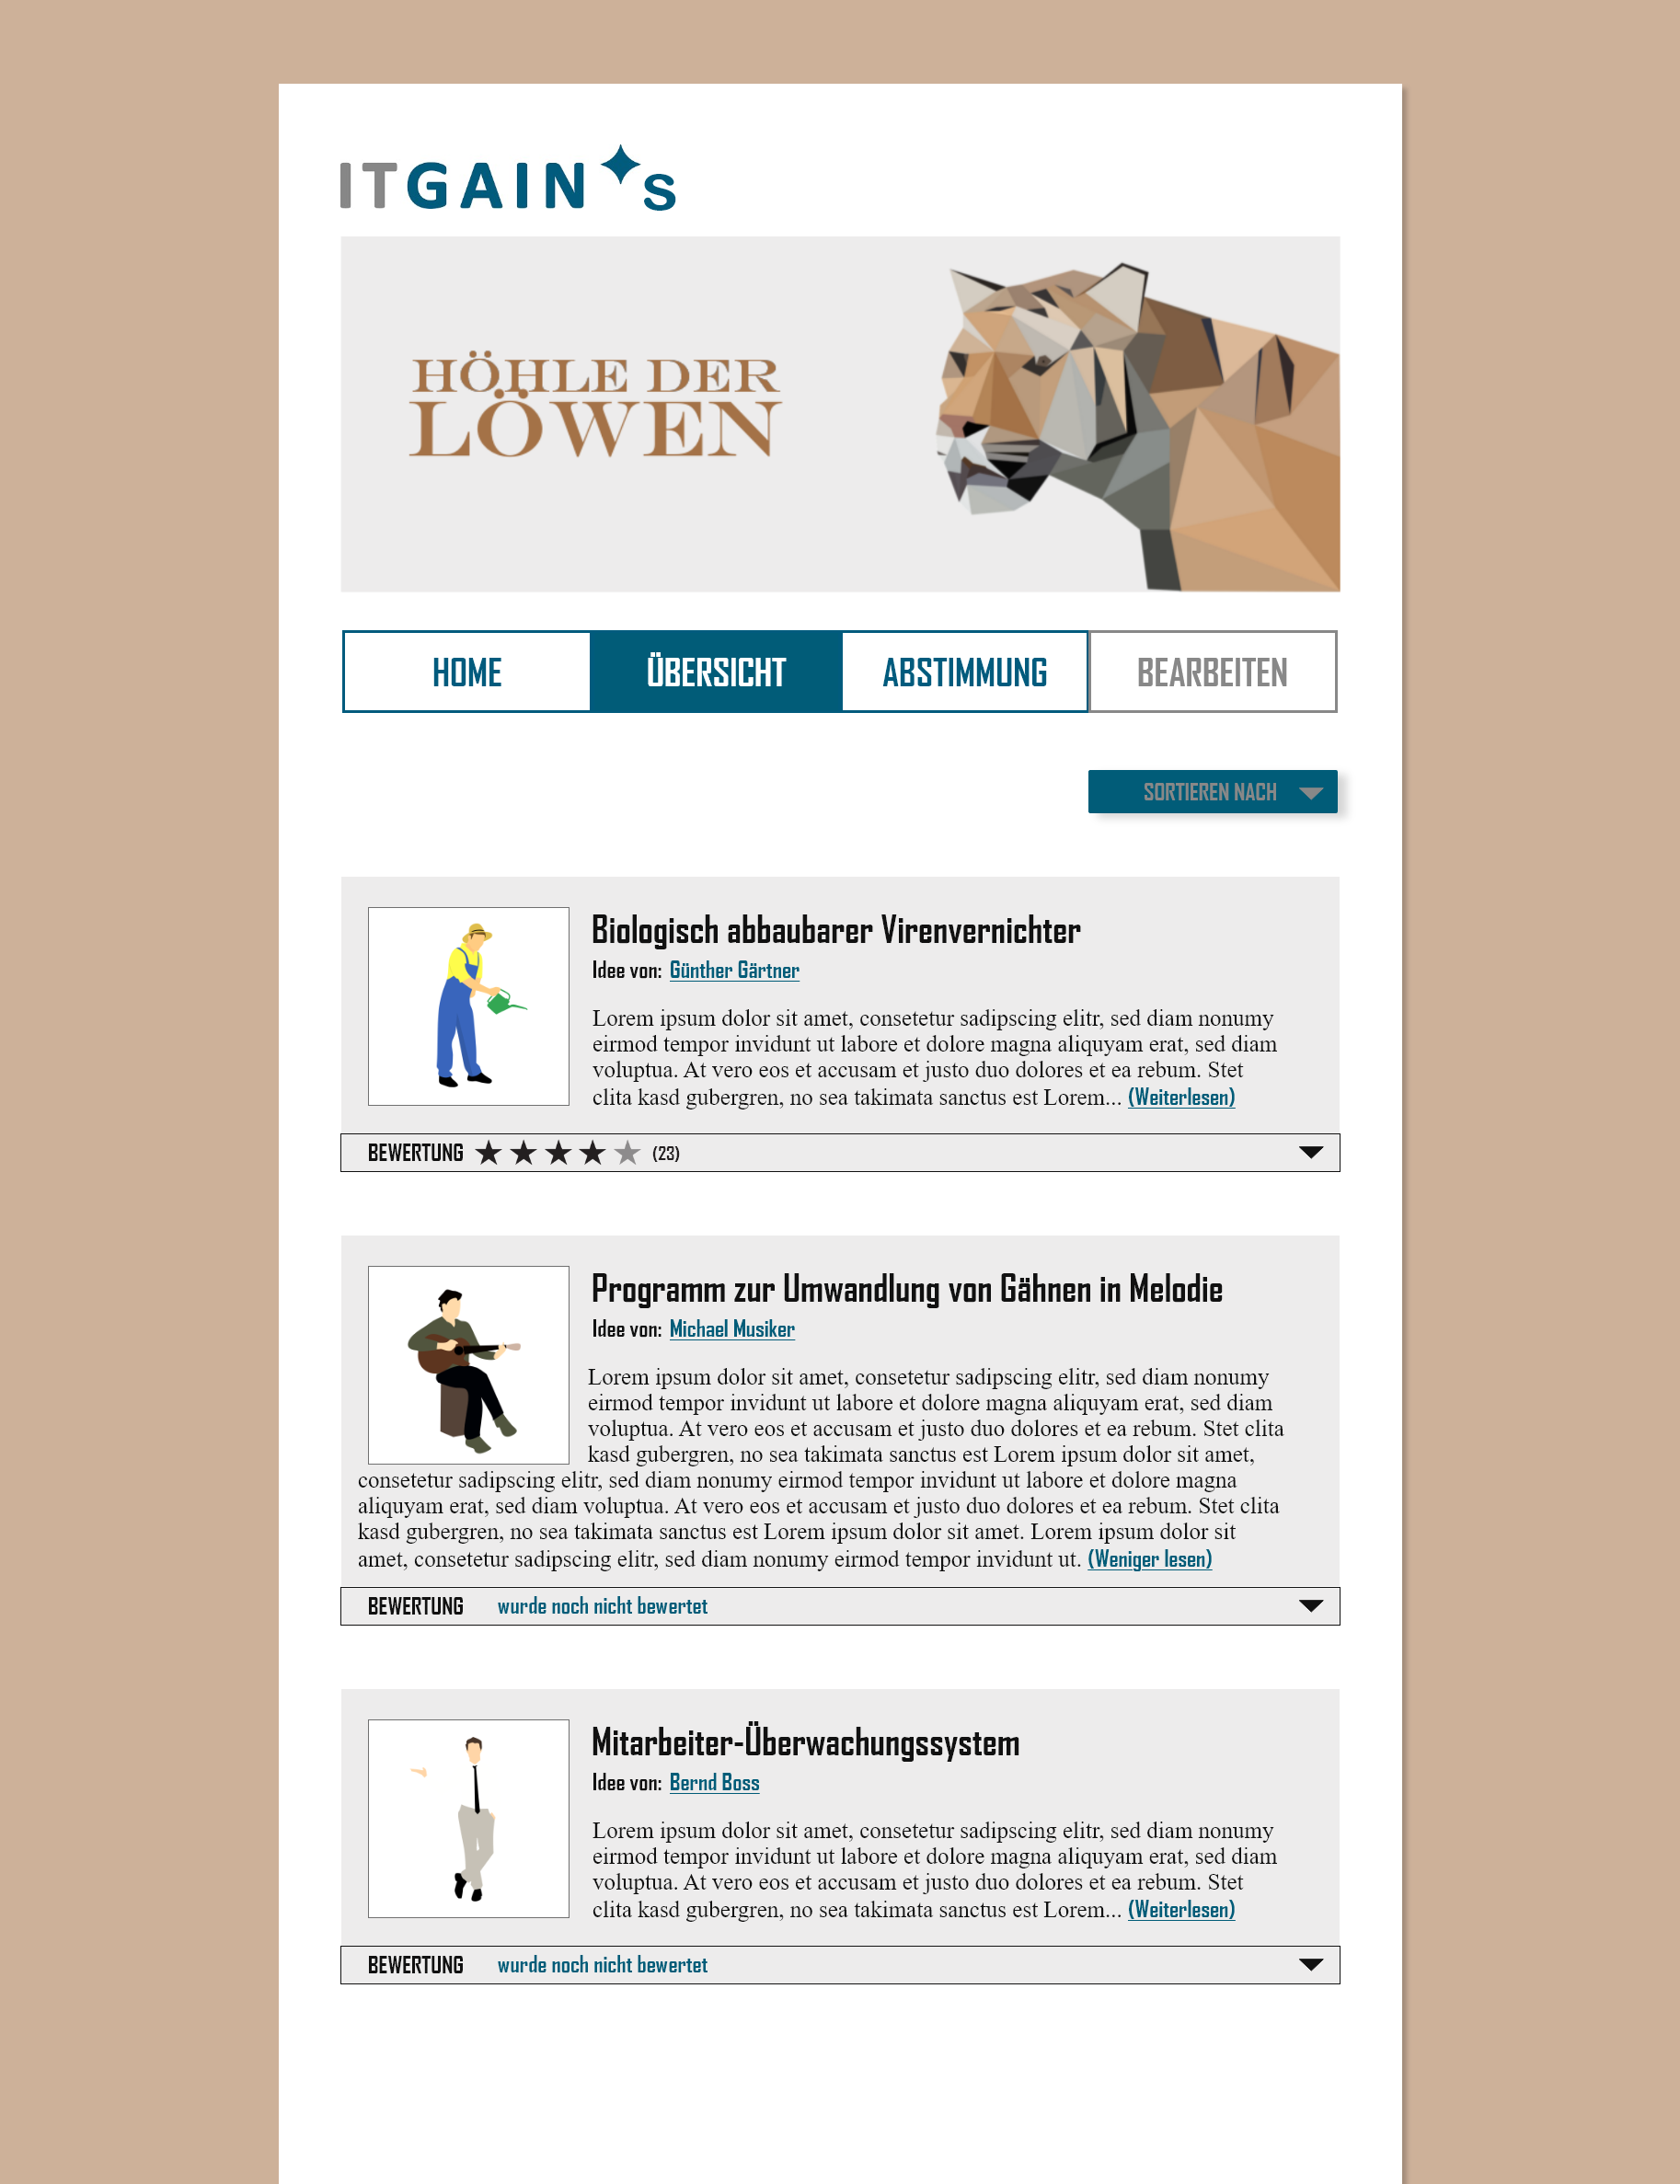 ITGAIN's
HÖHLE DER
LÖWEN
HOME ÜBERSICHT ABSTIMMUNG BEARBEITEN
SORTIEREN NACH
Biologisch abbaubarer Virenvernichter
Idee von: Günther Gärtner
Lorem ipsum dolor sit amet, consetetur sadipscing elitr, sed diam nonumy
eirmod tempor invidunt ut labore et dolore magna aliquyam erat, sed diam
voluptua. At vero eos et accusam et justo duo dolores et ea rebum. Stet
clita kasd gubergren, no sea takimata sanctus est Lorem... (Weiterlesen)
BEWERTUNG ★★★★★ (23)
Programm zur Umwandlung von Gähnen in Melodie
Idee von: Michael Musiker
Lorem ipsum dolor sit amet, consetetur sadipscing elitr, sed diam nonumy
eirmod tempor invidunt ut labore et dolore magna aliquyam erat, sed diam
voluptua. At vero eos et accusam et justo duo dolores et ea rebum. Stet clita
kasd gubergren, no sea takimata sanctus est Lorem ipsum dolor sit amet,
consetetur sadipscing elitr, sed diam nonumy eirmod tempor invidunt ut labore et dolore magna
aliquyam erat, sed diam voluptua. At vero eos et accusam et justo duo dolores et ea rebum. Stet clita
kasd gubergren, no sea takimata sanctus est Lorem ipsum dolor sit amet. Lorem ipsum dolor sit
amet, consetetur sadipscing elitr, sed diam nonumy eirmod tempor invidunt ut. (Weniger lesen)
BEWERTUNG wurde noch nicht bewertet
Mitarbeiter-Überwachungssystem
Idee von: Bernd Boss
Lorem ipsum dolor sit amet, consetetur sadipscing elitr, sed diam nonumy
eirmod tempor invidunt ut labore et dolore magna aliquyam erat, sed diam
voluptua. At vero eos et accusam et justo duo dolores et ea rebum. Stet
clita kasd gubergren, no sea takimata sanctus est Lorem... (Weiterlesen)
BEWERTUNG wurde noch nicht bewertet